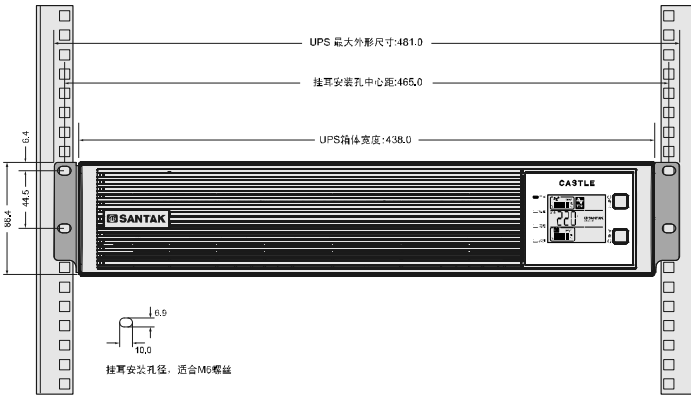 UPS 最大外形尺寸:481.0
挂耳安装孔中心距:465.0
UPS箱体宽度:438.0
6.4
44.5
86.4
CASTLE
SANTAK
220
6.9
10.0
挂耳安装孔径，适合M6螺丝